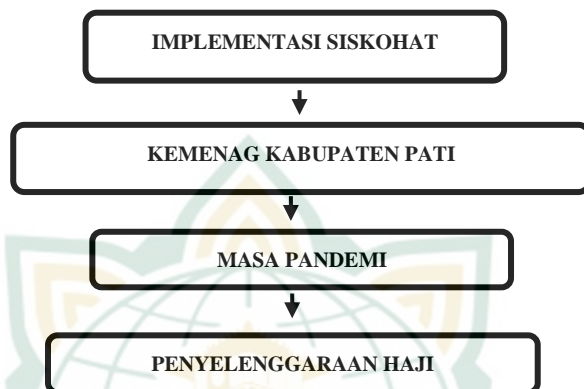 IMPLEMENTASI SISKOHAT
KEMENAG KABUPATEN PATI
MASA PANDEMI
PENYELENGGARAAN HAJI